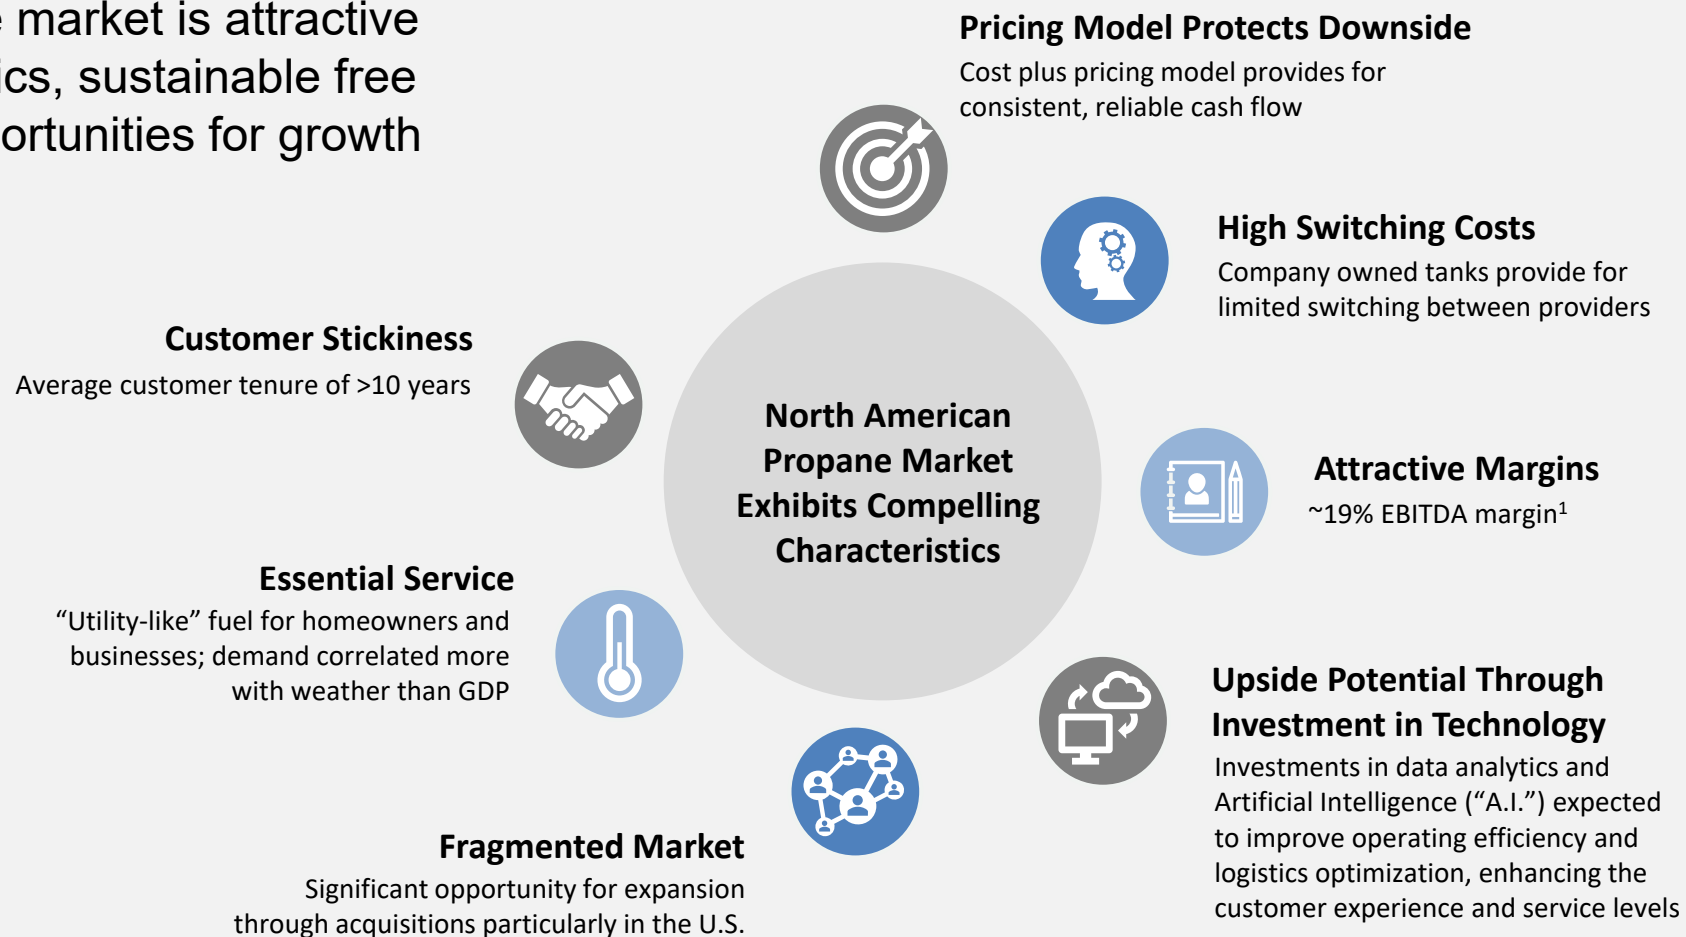 market is attractive
sustainable free
opportunities for growth
Pricing Model Protects Downside
Cost plus pricing model provides for
consistent, reliable cash flow
High Switching Costs
Company owned tanks provide for
limited switching between providers
Customer Stickiness
Average customer tenure of >10 years
North American
Propane Market
Exhibits Compelling
Characteristics
Attractive Margins
~19% EBITDA margin¹
Essential Service
“Utility-like” fuel for homeowners and
businesses; demand correlated more
with weather than GDP
Upside Potential Through
Investment in Technology
Investments in data analytics and
Artificial Intelligence (“A.I.”) expected
to improve operating efficiency and
logistics optimization, enhancing the
customer experience and service levels
Fragmented Market
Significant opportunity for expansion
through acquisitions particularly in the U.S.